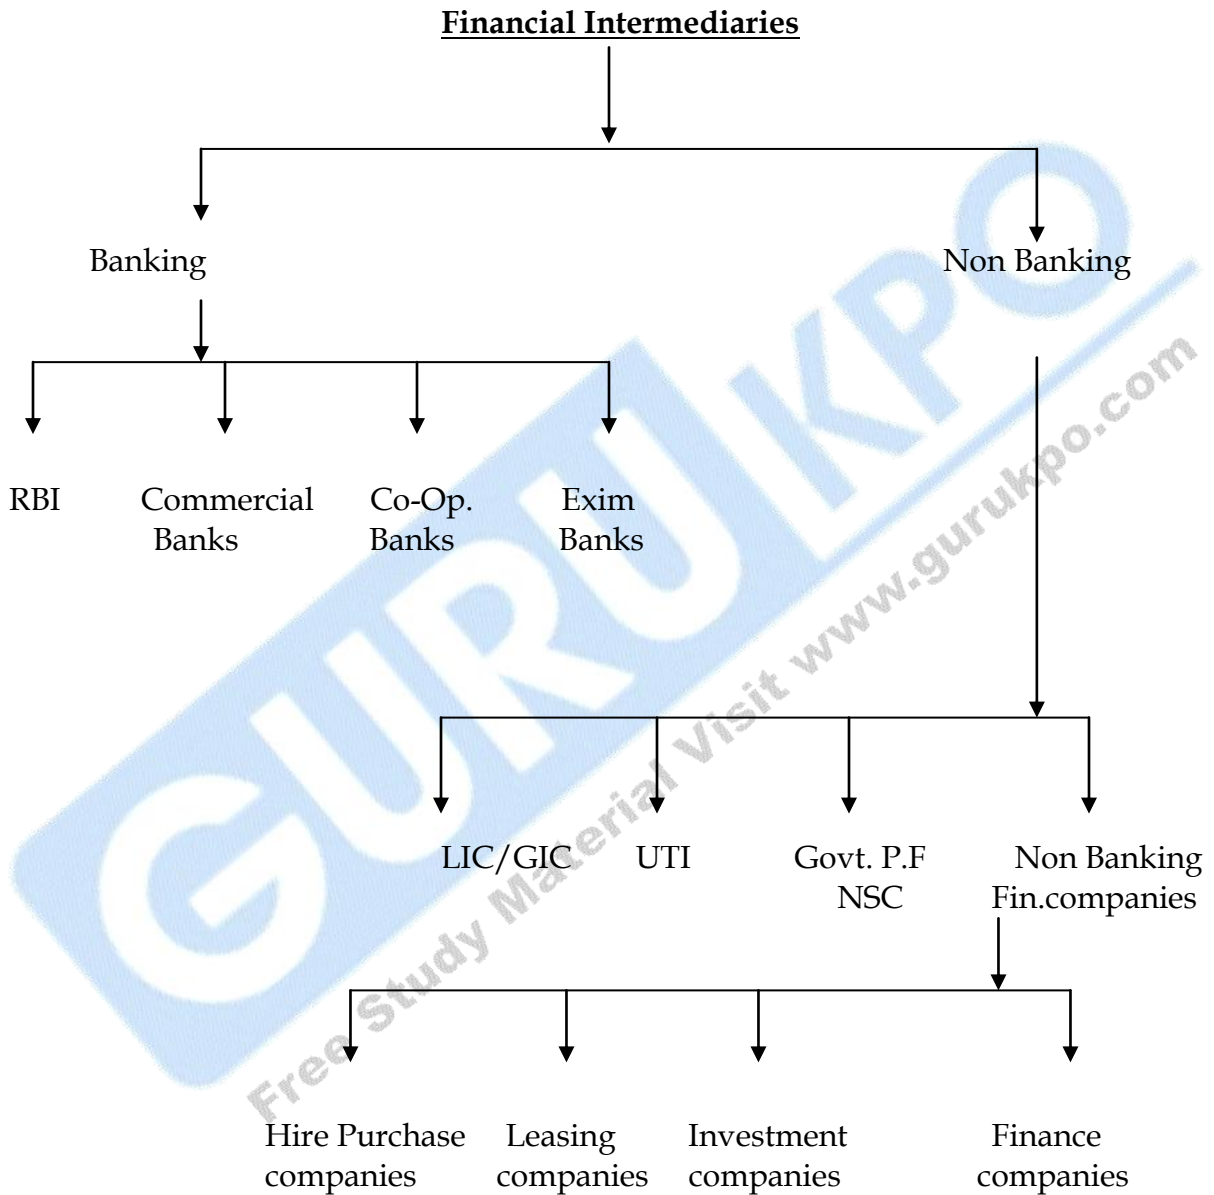 Financial Intermediaries
Banking
Non Banking
RBI
Commercial
Banks
Co-Op.
Banks
Exim
Banks
LIC/GIC
UTI
Govt. P.F
NSC
Non Banking
Fin.companies
Hire Purchase
companies
Leasing
companies
Investment
companies
Finance
companies
GURU KPO
Free Study Material Visit www.gurukpo.com